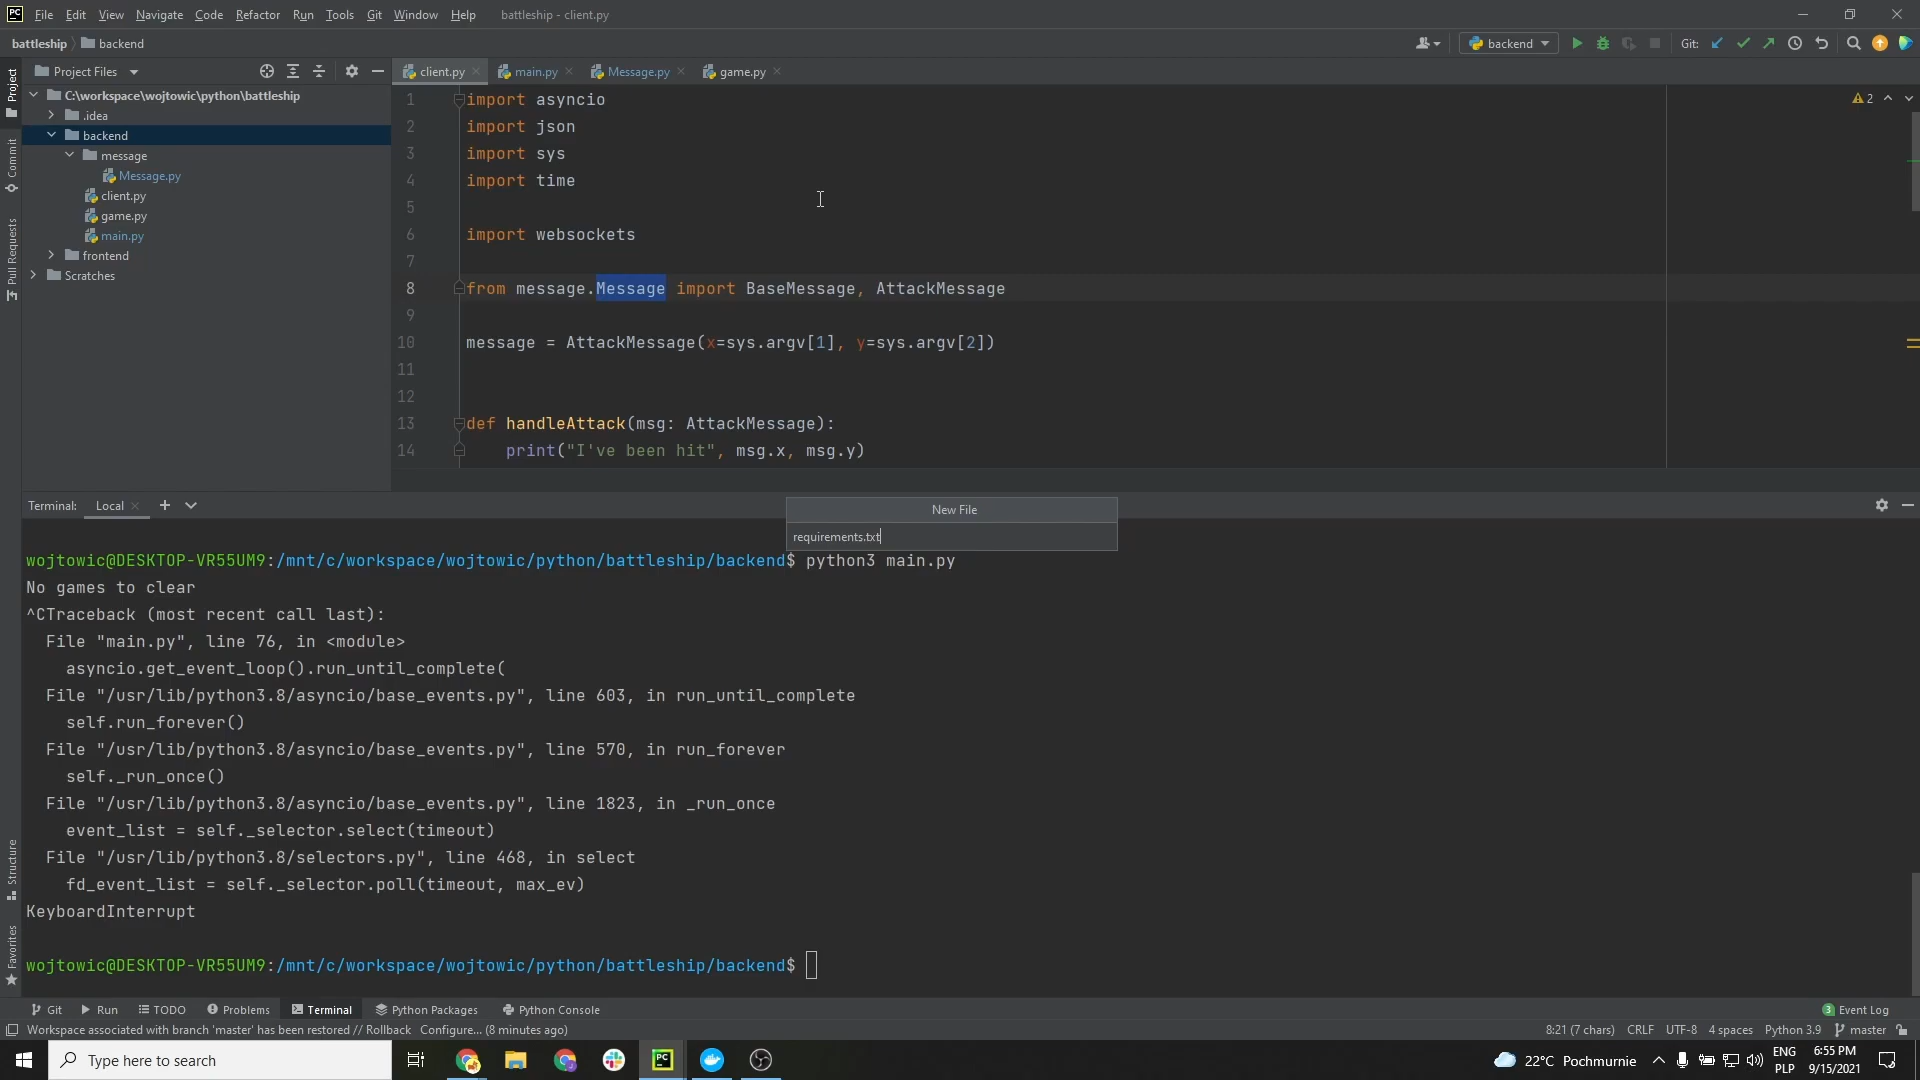 PC File Edit View Navigate Code Refactor Run Tools Git Window Help battleship - client.py
battleship backend
backend Git:
Project Files
client.py main.py Message.py game.py
Project
Commit
Pull Requests
Structure
Favorites
C:\workspace\wojtowic\python\battleship
.idea
backend
message
Message.py
client.py
game.py
main.py
frontend
Scratches
2
1 import asyncio
2 import json
3 import sys
4 import time
5
6 import websockets
7
8 from message.Message import BaseMessage, AttackMessage
9
10 message = AttackMessage(x=sys.argv[1], y=sys.argv[2])
11
12
13 def handleAttack(msg: AttackMessage):
14 print("I've been hit", msg.x, msg.y)
Terminal: Local
New File
requirements.txt
wojtowic@DESKTOP-VR55UM9:/mnt/c/workspace/wojtowic/python/battleship/backend$ python3 main.py
No games to clear
^CTraceback (most recent call last):
File "main.py", line 76, in <module>
asyncio.get_event_loop().run_until_complete(
File "/usr/lib/python3.8/asyncio/base_events.py", line 603, in run_until_complete
self.run_forever()
File "/usr/lib/python3.8/asyncio/base_events.py", line 570, in run_forever
self._run_once()
File "/usr/lib/python3.8/asyncio/base_events.py", line 1823, in _run_once
event_list = self._selector.select(timeout)
File "/usr/lib/python3.8/selectors.py", line 468, in select
fd_event_list = self._selector.poll(timeout, max_ev)
KeyboardInterrupt
wojtowic@DESKTOP-VR55UM9:/mnt/c/workspace/wojtowic/python/battleship/backend$
Git Run TODO Problems Terminal Python Packages Python Console 3 Event Log
Workspace associated with branch 'master' has been restored // Rollback Configure... (8 minutes ago) 8:21 (7 chars) CRLF UTF-8 4 spaces Python 3.9 master
Type here to search PC 22°C Pochmurnie ENG 6:55 PM
PLP 9/15/2021